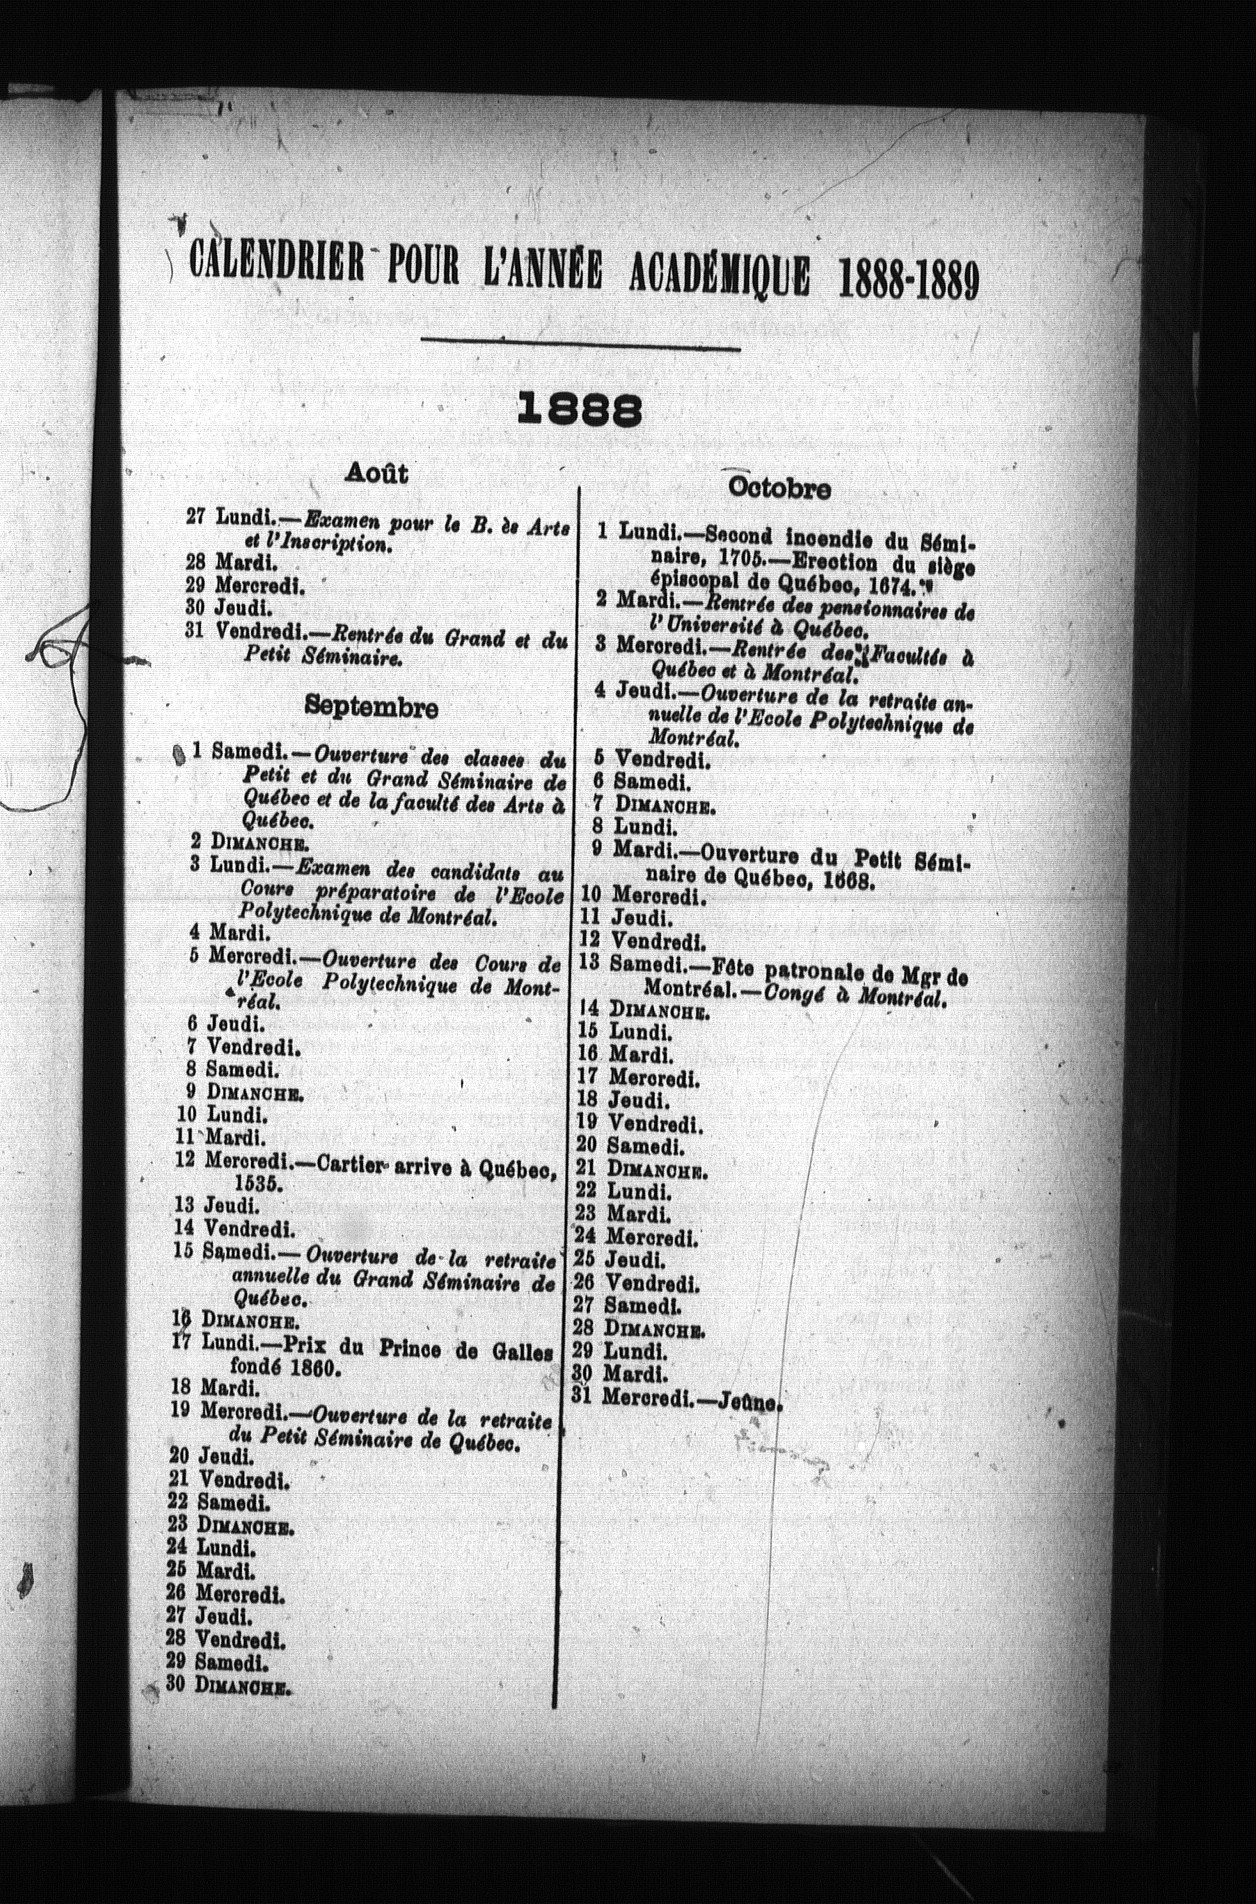 CALENDRIER POUR L'ANNÉE ACADÉMIQUE 1888-1889
1888
Août
27 Lundi.—Examen pour le B. ès Arts
et l'Inscription.
28 Mardi.
29 Mercredi.
30 Jeudi.
31 Vendredi.—Rentrée du Grand et du
Petit Séminaire.
Septembre
1 Samedi.—Ouverture des classes du
Petit et du Grand Séminaire de
Québec et de la faculté des Arts à
Québec.
2 DIMANCHE.
3 Lundi.—Examen des candidats au
Cours préparatoire de l'Ecole
Polytechnique de Montréal.
4 Mardi.
5 Mercredi.—Ouverture des Cours de
l'Ecole Polytechnique de Mont-
réal.
6 Jeudi.
7 Vendredi.
8 Samedi.
9 DIMANCHE.
10 Lundi.
11 Mardi.
12 Mercredi.—Cartier arrive à Québec,
1535.
13 Jeudi.
14 Vendredi.
15 Samedi.—Ouverture de la retraite
annuelle du Grand Séminaire de
Québec.
16 DIMANCHE.
17 Lundi.—Prix du Prince de Galles
fondé 1860.
18 Mardi.
19 Mercredi.—Ouverture de la retraite
du Petit Séminaire de Québec.
20 Jeudi.
21 Vendredi.
22 Samedi.
23 DIMANCHE.
24 Lundi.
25 Mardi.
26 Mercredi.
27 Jeudi.
28 Vendredi.
29 Samedi.
30 DIMANCHE.
Octobre
1 Lundi.—Second incendie du Sémi-
naire, 1705.—Erection du siège
épiscopal de Québec, 1674.
2 Mardi.—Rentrée des pensionnaires de
l'Université à Québec.
3 Mercredi.—Rentrée des Facultés à
Québec et à Montréal.
4 Jeudi.—Ouverture de la retraite an-
nuelle de l'Ecole Polytechnique de
Montréal.
5 Vendredi.
6 Samedi.
7 DIMANCHE.
8 Lundi.
9 Mardi.—Ouverture du Petit Sémi-
naire de Québec, 1668.
10 Mercredi.
11 Jeudi.
12 Vendredi.
13 Samedi.—Fête patronale de Mgr de
Montréal.—Congé à Montréal.
14 DIMANCHE.
15 Lundi.
16 Mardi.
17 Mercredi.
18 Jeudi.
19 Vendredi.
20 Samedi.
21 DIMANCHE.
22 Lundi.
23 Mardi.
24 Mercredi.
25 Jeudi.
26 Vendredi.
27 Samedi.
28 DIMANCHE.
29 Lundi.
30 Mardi.
31 Mercredi.—Jeûne.